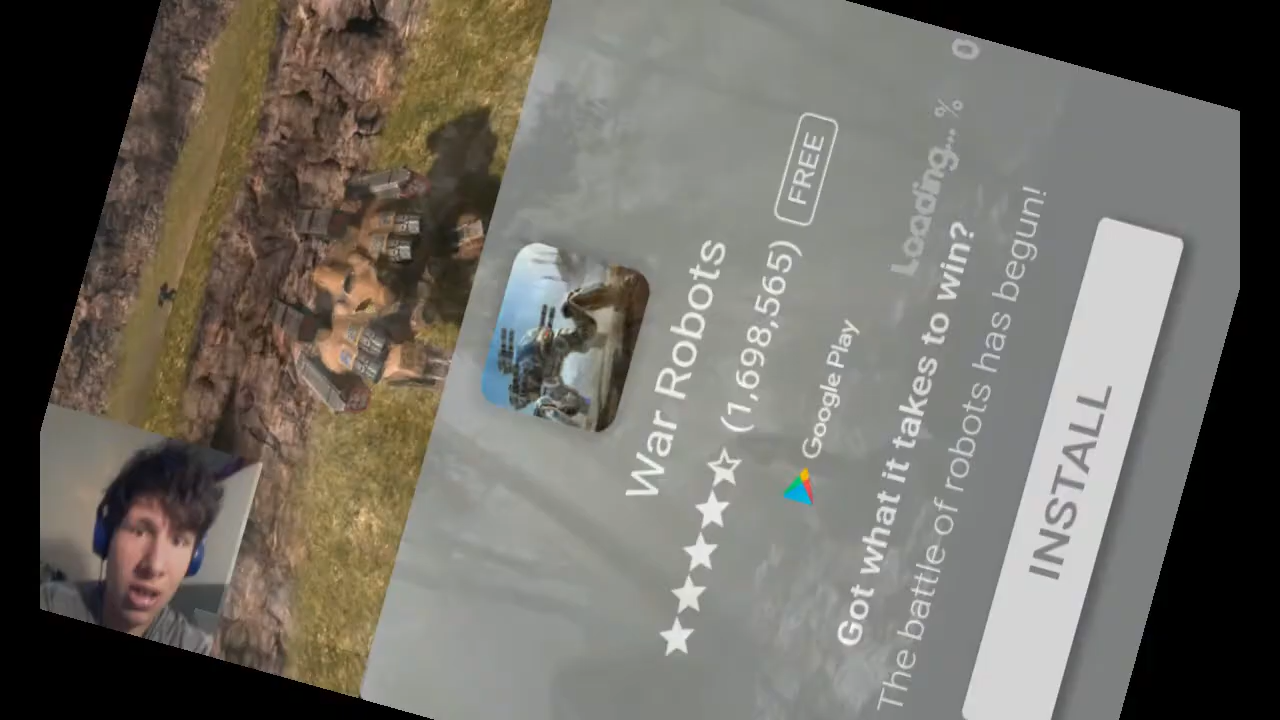 War Robots
(1,698,565) FREE
Google Play
Loading... % 0
Got what it takes to win?
The battle of robots has begun!
INSTALL